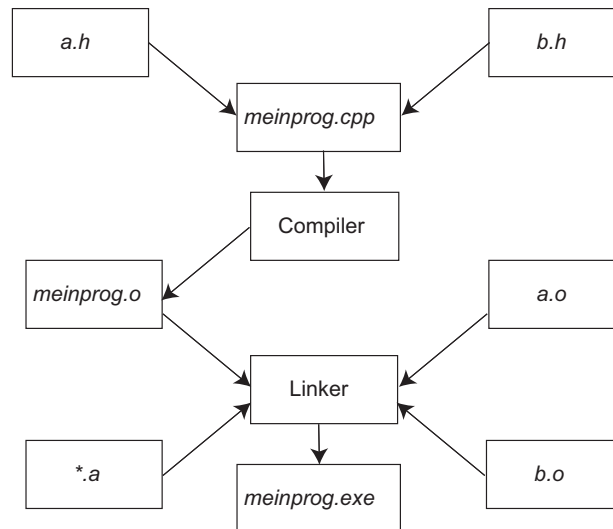 a.h
b.h
meinprog.cpp
Compiler
meinprog.o
a.o
Linker
*.a
b.o
meinprog.exe